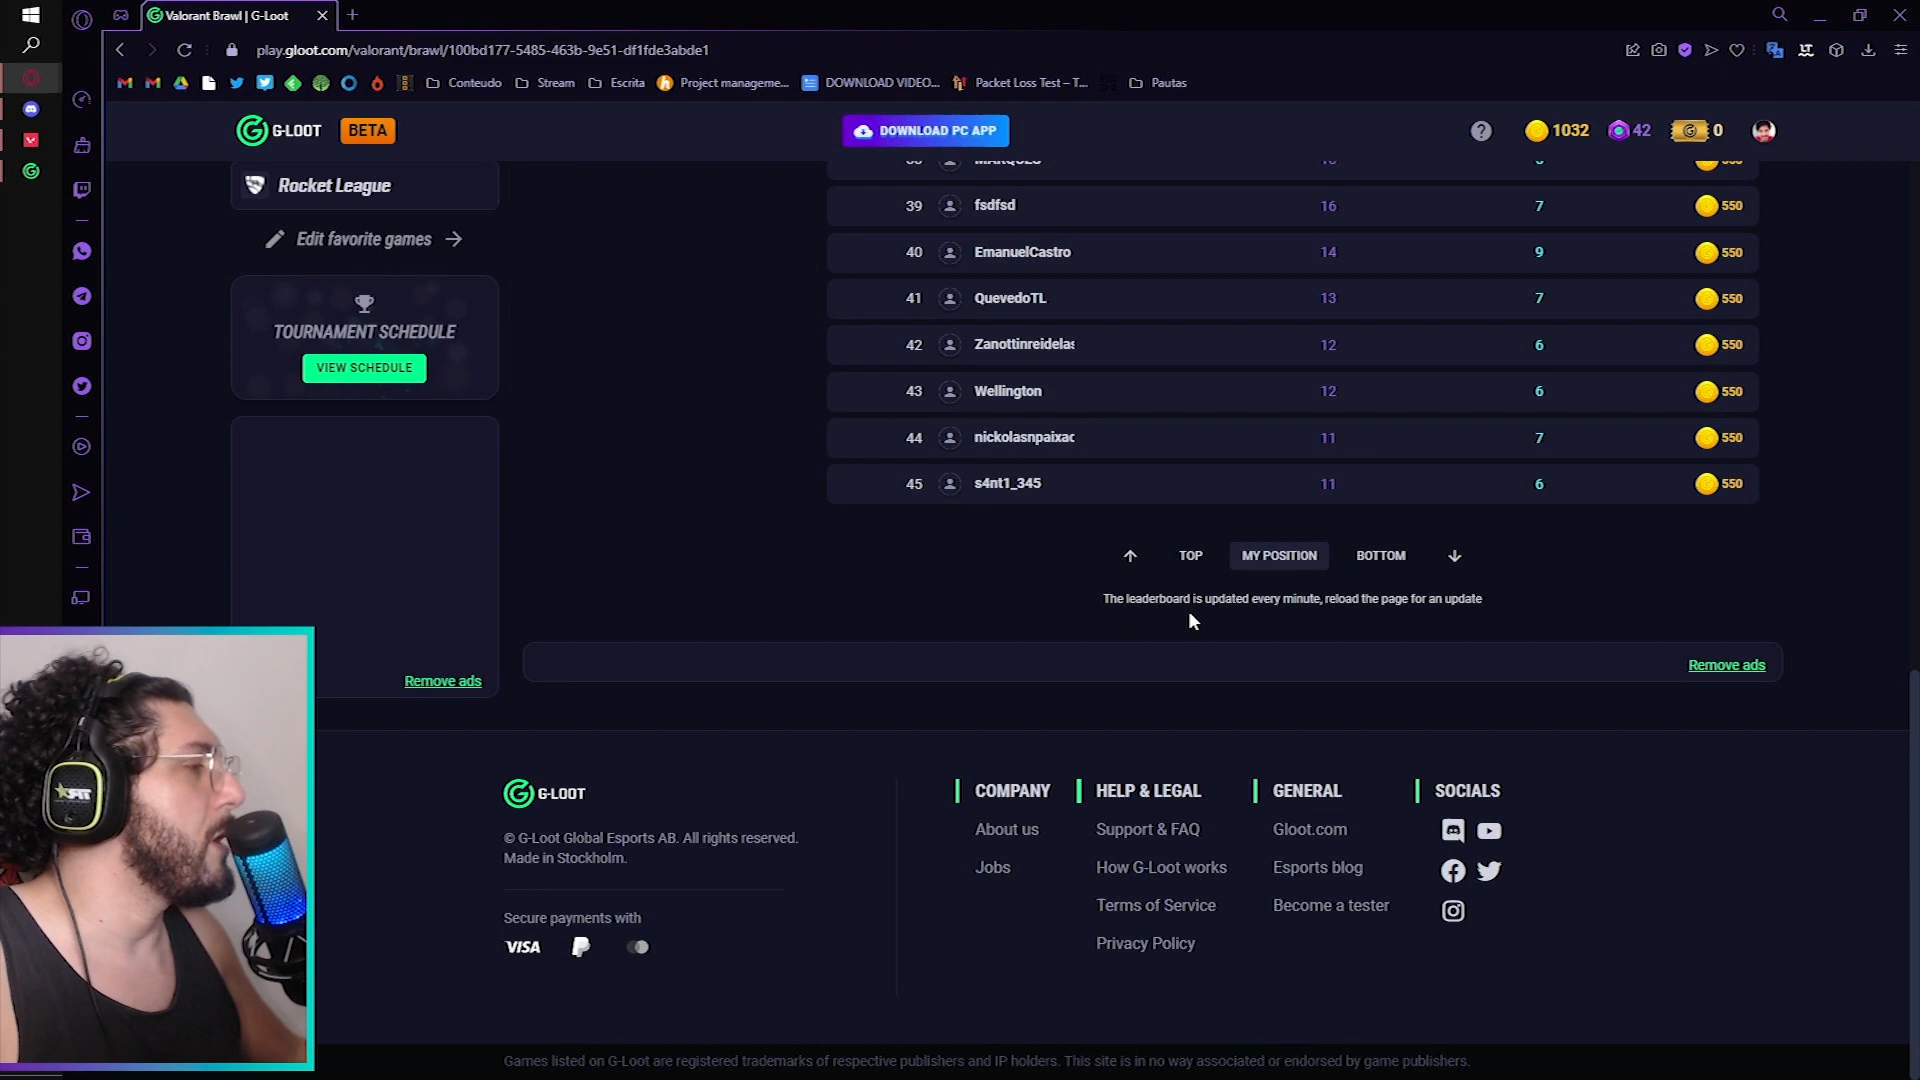 Valorant Brawl | G-Loot
play.gloot.com/valorant/brawl/100bd177-5485-463b-9e51-df1fde3abde1
Conteudo
Stream
Escrita
Project manageme...
DOWNLOAD VIDEO...
Packet Loss Test – T...
Pautas
G-LOOT
BETA
DOWNLOAD PC APP
1032
42
0
Rocket League
Edit favorite games
TOURNAMENT SCHEDULE
VIEW SCHEDULE
Remove ads
39 fsdfsd 16 7 550
40 EmanuelCastro 14 9 550
41 QuevedoTL 13 7 550
42 Zanottinreidelas 12 6 550
43 Wellington 12 6 550
44 nickolasnpaixao 11 7 550
45 s4nt1_345 11 6 550
TOP MY POSITION BOTTOM
The leaderboard is updated every minute, reload the page for an update
Remove ads
G-LOOT
© G-Loot Global Esports AB. All rights reserved.
Made in Stockholm.
Secure payments with
VISA
COMPANY
About us
Jobs
HELP & LEGAL
Support & FAQ
How G-Loot works
Terms of Service
Privacy Policy
GENERAL
Gloot.com
Esports blog
Become a tester
SOCIALS
Games listed on G-Loot are registered trademarks of respective publishers and IP holders. This site is in no way associated or endorsed by game publishers.